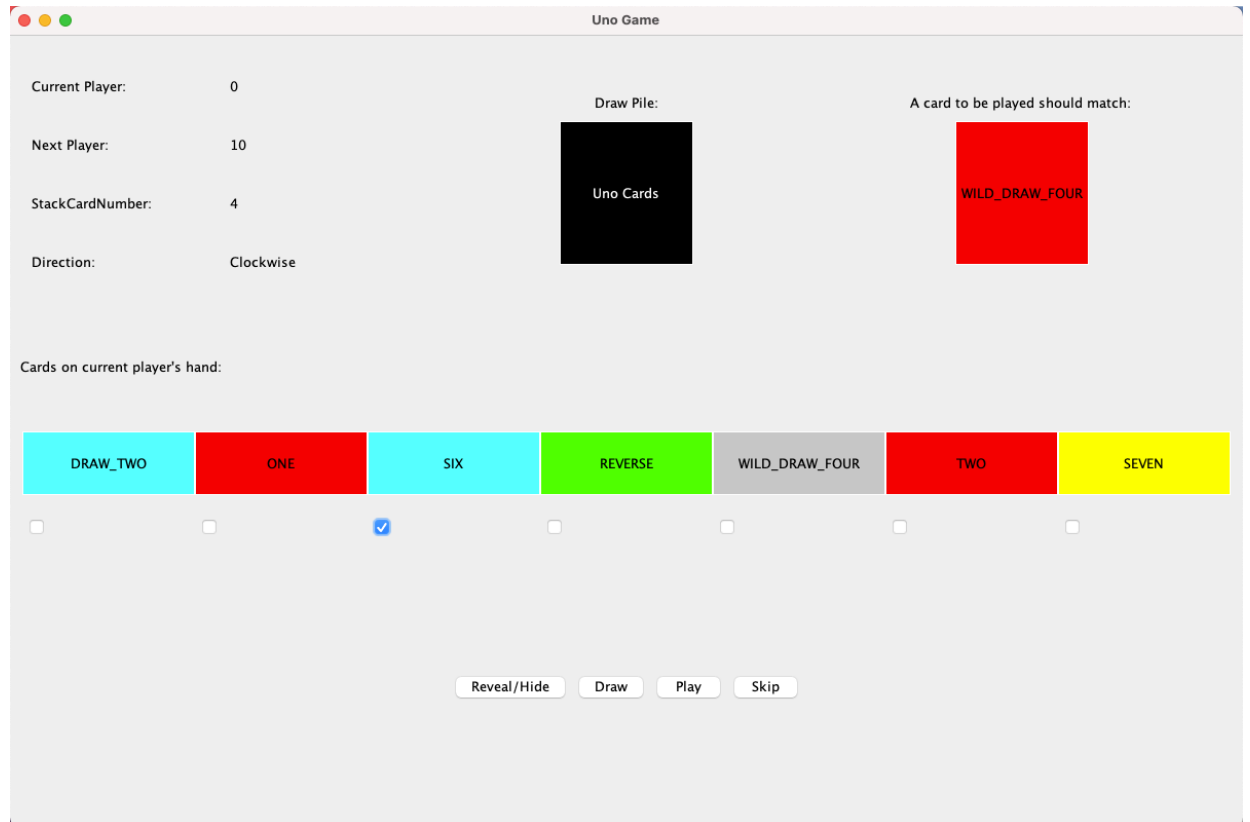 Uno Game
Current Player: 0
Draw Pile:
A card to be played should match:
Next Player: 10
Uno Cards
WILD_DRAW_FOUR
StackCardNumber: 4
Direction: Clockwise
Cards on current player's hand:
DRAW_TWO ONE SIX REVERSE WILD_DRAW_FOUR TWO SEVEN
Reveal/Hide Draw Play Skip